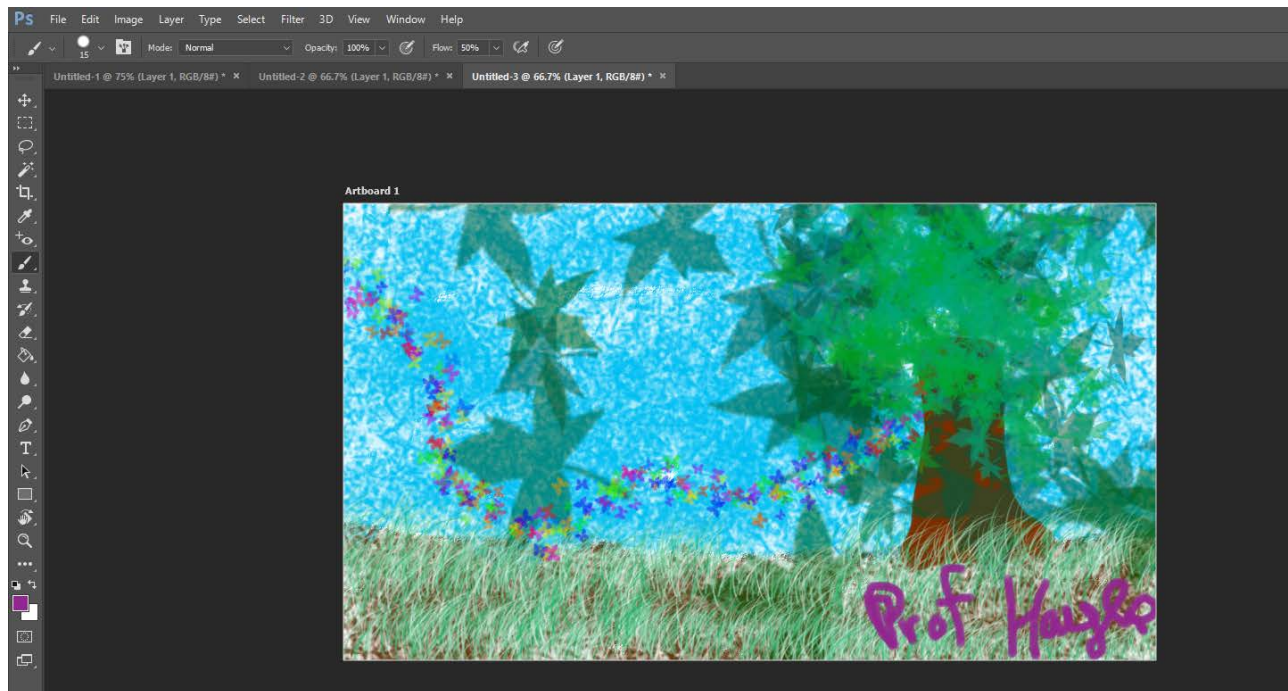 Ps File Edit Image Layer Type Select Filter 3D View Window Help
15 Mode: Normal Opacity: 100% Flow: 50%
Untitled-1 @ 75% (Layer 1, RGB/8#) * × Untitled-2 @ 66.7% (Layer 1, RGB/8#) * × Untitled-3 @ 66.7% (Layer 1, RGB/8#) * ×
Artboard 1
Prof